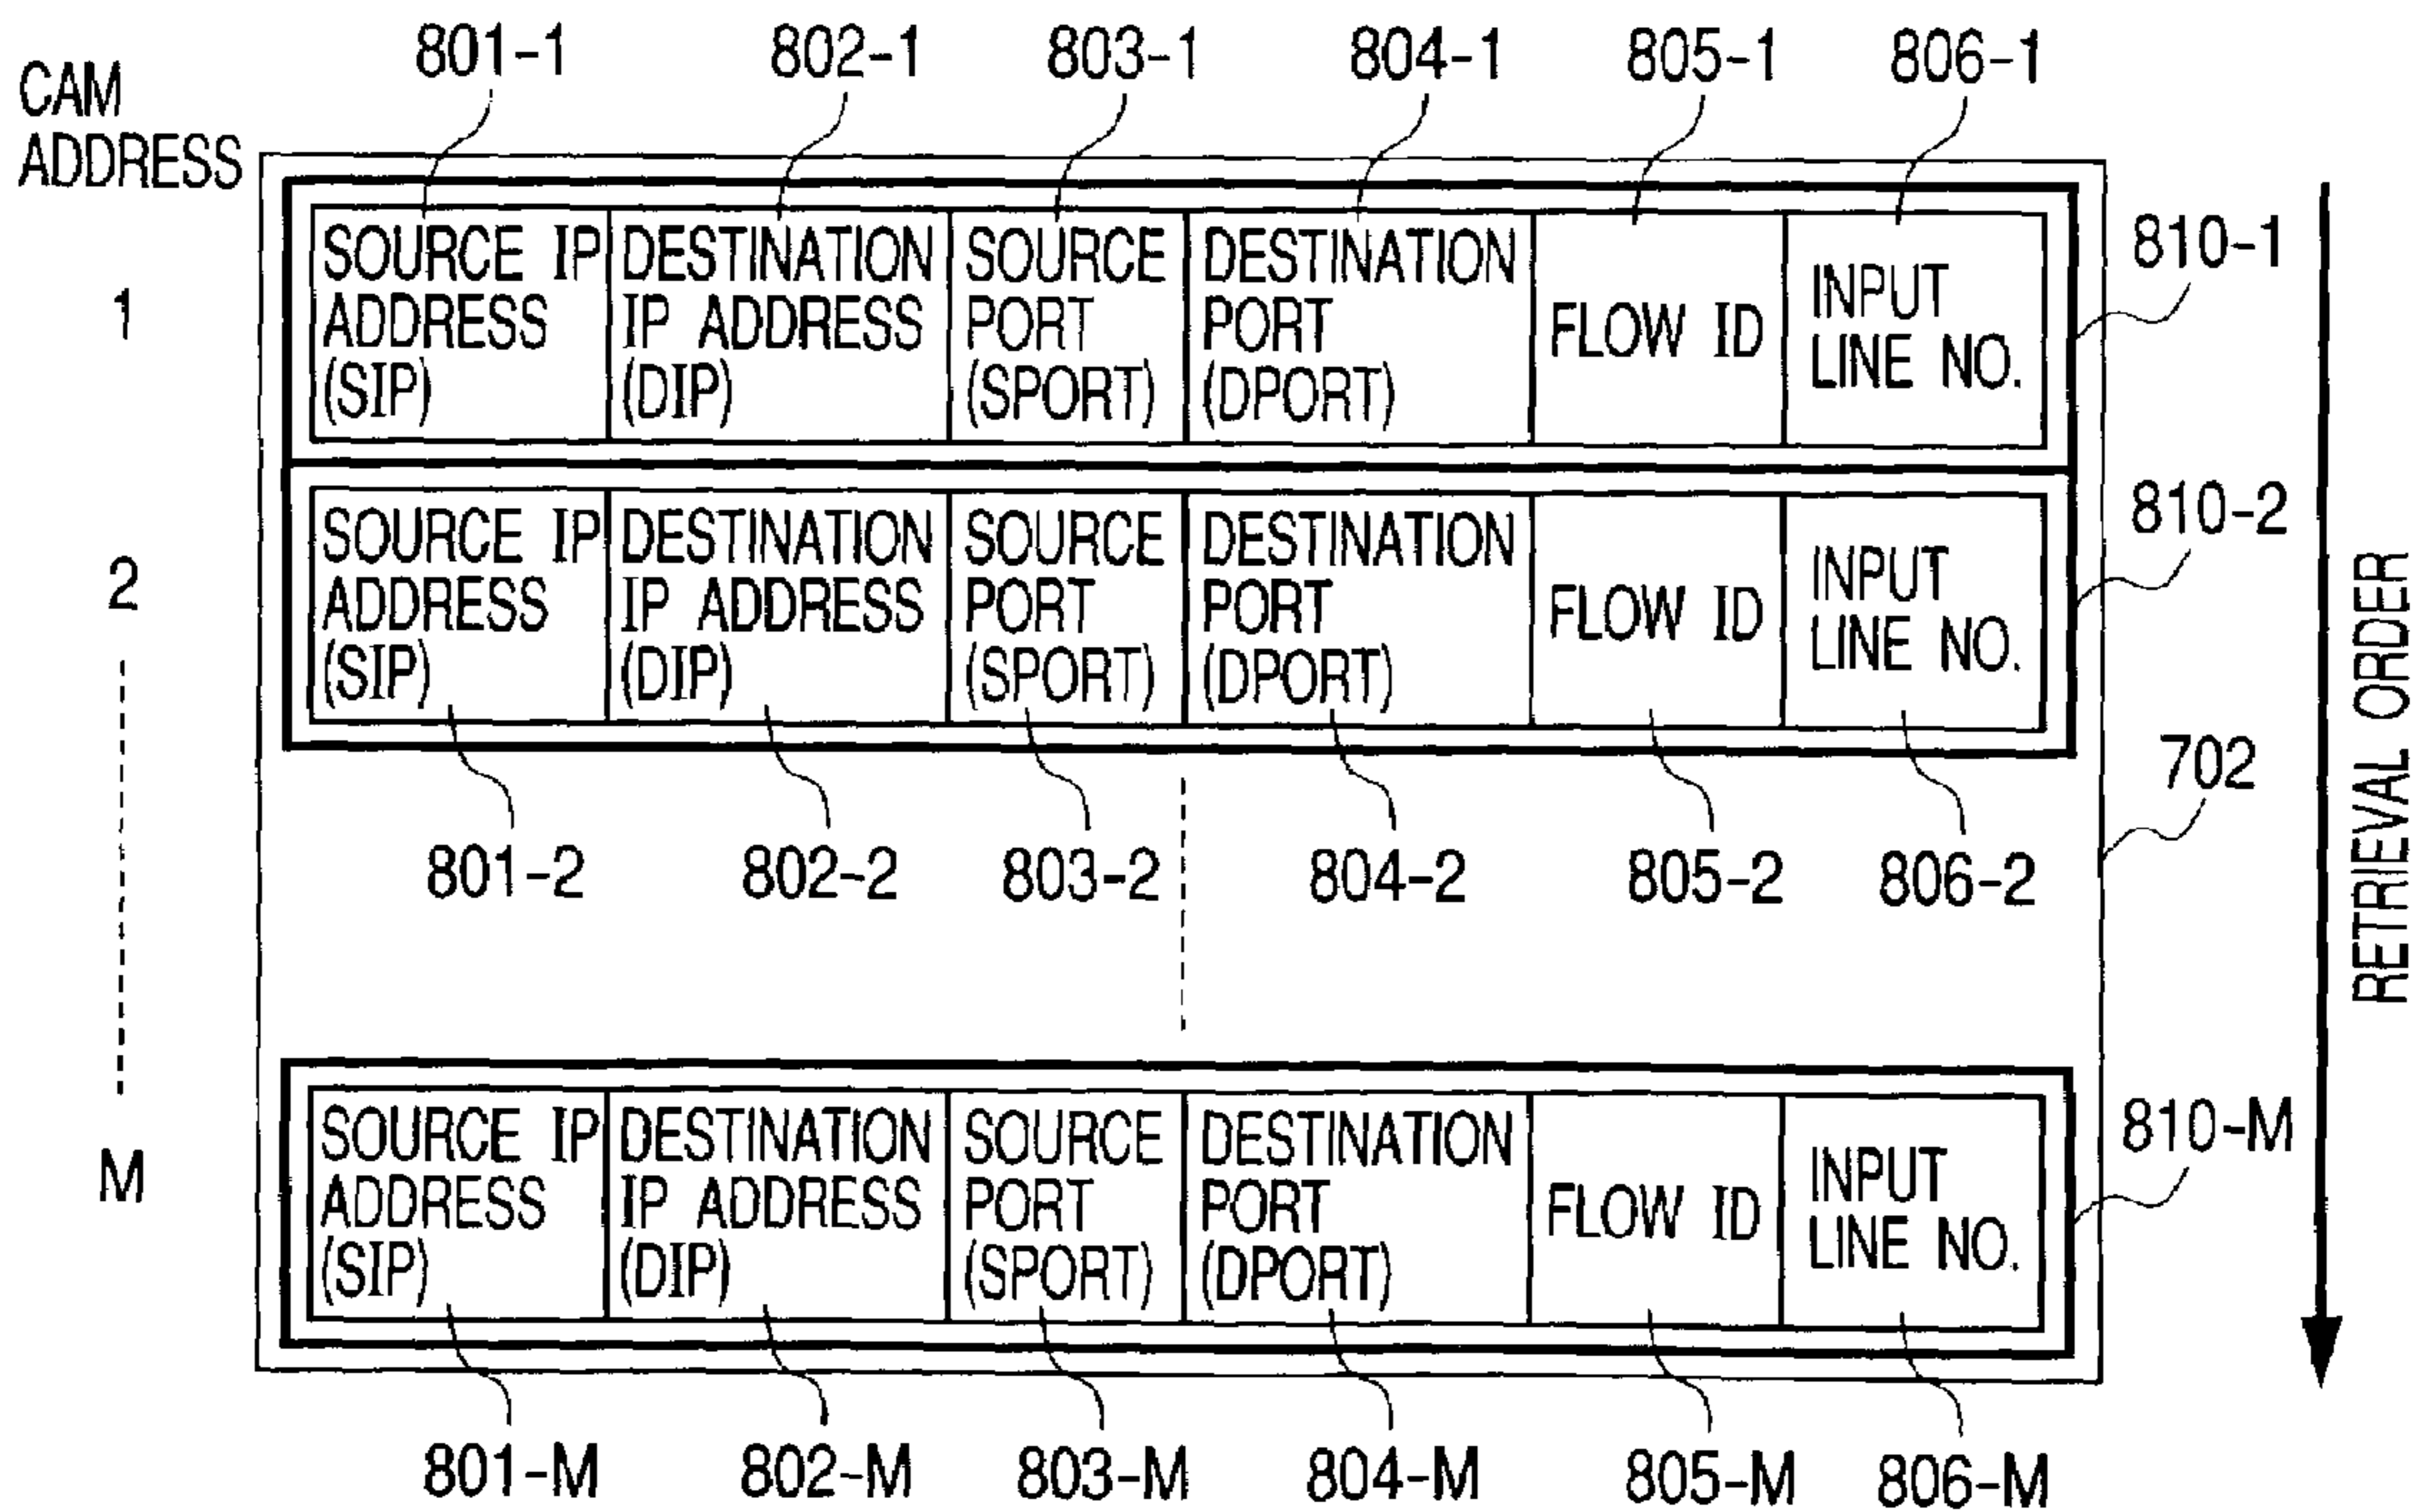 801-1 802-1 803-1 804-1 805-1 806-1
CAM
ADDRESS
1
SOURCE IP
ADDRESS
(SIP)
DESTINATION
IP ADDRESS
(DIP)
SOURCE
PORT
(SPORT)
DESTINATION
PORT
(DPORT)
FLOW ID
INPUT
LINE NO.
810-1
2
SOURCE IP
ADDRESS
(SIP)
DESTINATION
IP ADDRESS
(DIP)
SOURCE
PORT
(SPORT)
DESTINATION
PORT
(DPORT)
FLOW ID
INPUT
LINE NO.
810-2
702
RETRIEVAL ORDER
801-2 802-2 803-2 804-2 805-2 806-2
M
SOURCE IP
ADDRESS
(SIP)
DESTINATION
IP ADDRESS
(DIP)
SOURCE
PORT
(SPORT)
DESTINATION
PORT
(DPORT)
FLOW ID
INPUT
LINE NO.
810-M
801-M 802-M 803-M 804-M 805-M 806-M